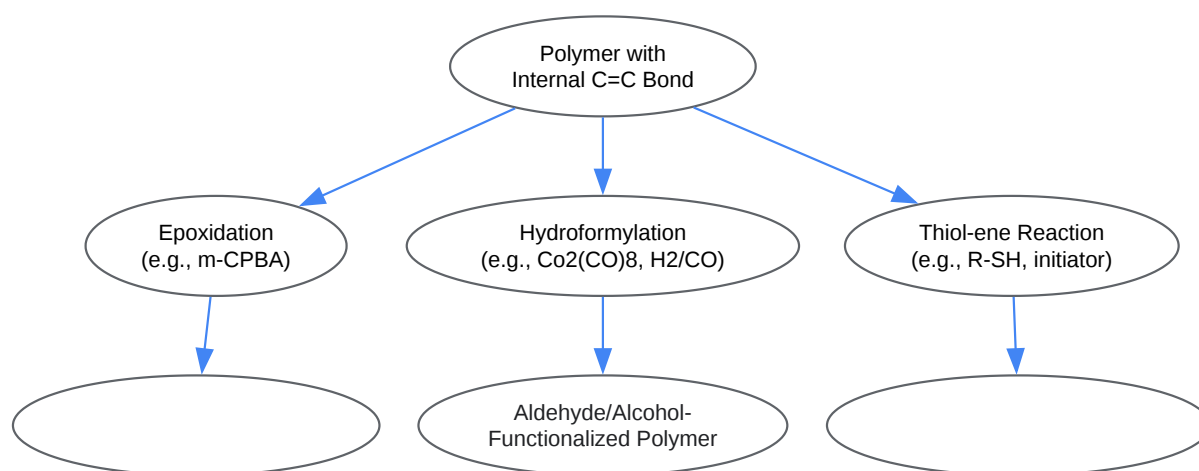 Polymer with
Internal C=C Bond
Epoxidation
(e.g., m-CPBA)
Hydroformylation
(e.g., Co2(CO)8, H2/CO)
Thiol-ene Reaction
(e.g., R-SH, initiator)
Aldehyde/Alcohol-
Functionalized Polymer